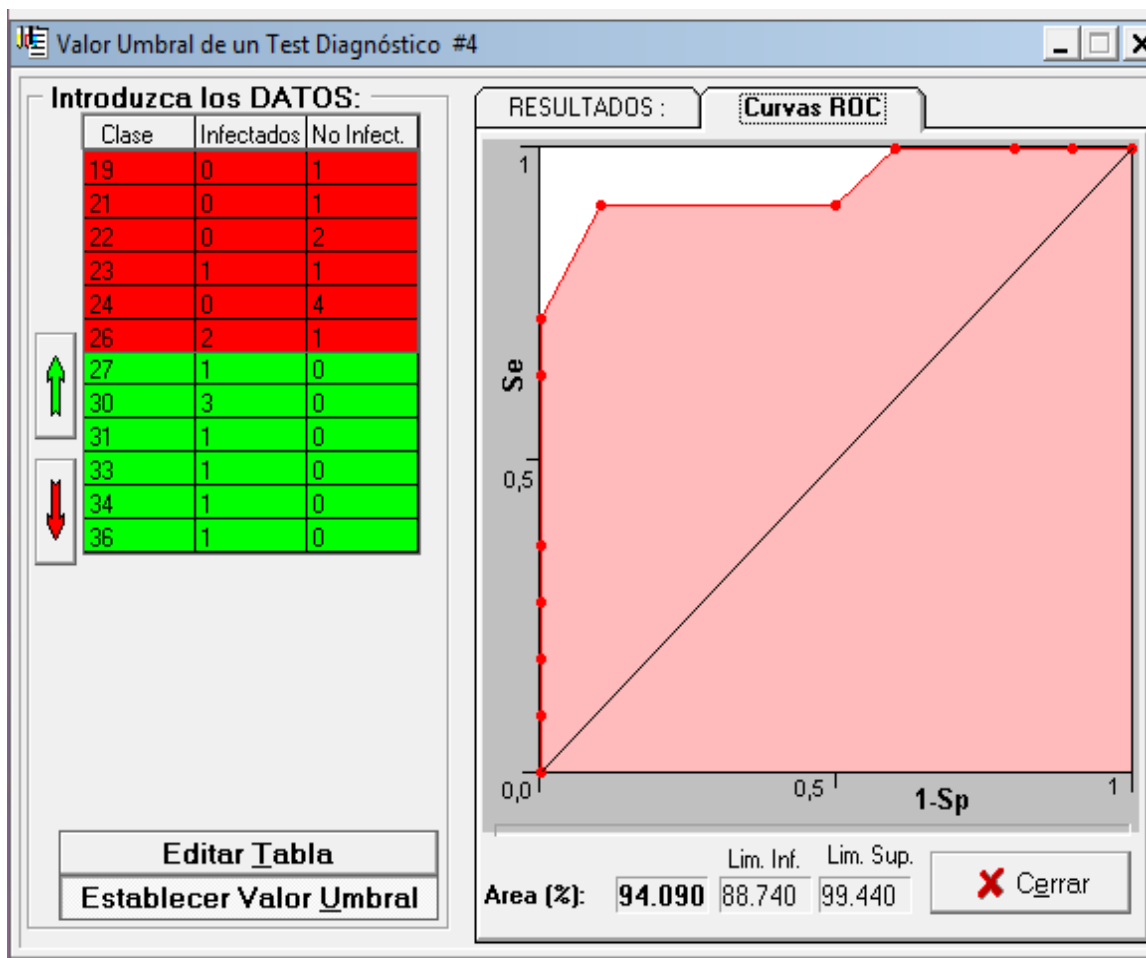 Valor Umbral de un Test Diagnóstico #4
Introduzca los DATOS:
Clase Infectados No Infect.
19 0 1
21 0 1
22 0 2
23 1 1
24 0 4
26 2 1
27 1 0
30 3 0
31 1 0
33 1 0
34 1 0
36 1 0
Editar Tabla
Establecer Valor Umbral
RESULTADOS :
Curvas ROC
1
Se
0,5
0,0
0,5
1-Sp
1
Lim. Inf. Lim. Sup.
Area (%): 94.090 88.740 99.440
Cerrar